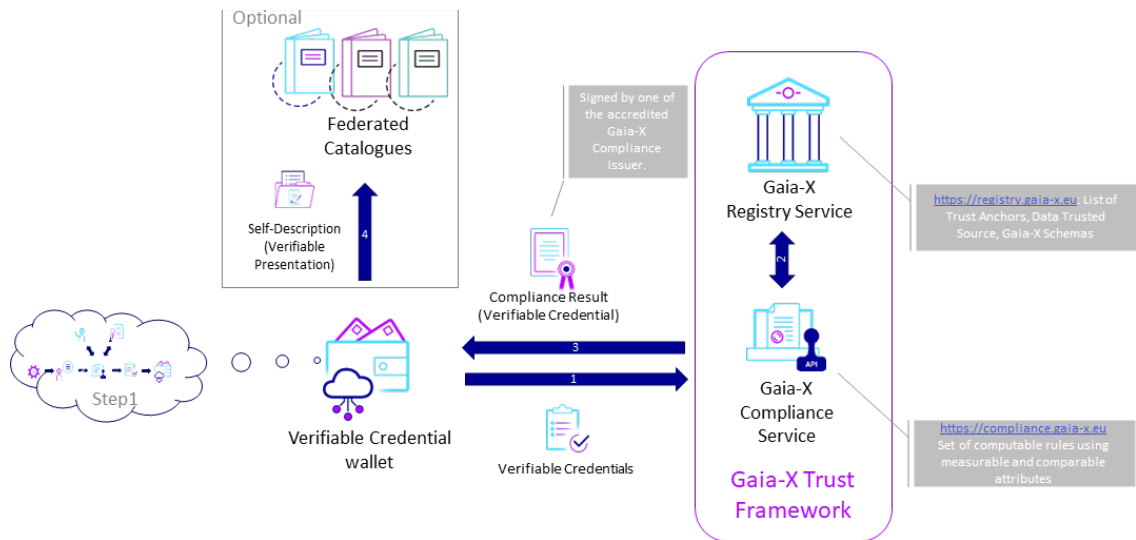 Optional
Federated
Catalogues
Self-Description
(Verifiable
Presentation)
4
Signed by one of
the accredited
Gaia-X
Compliance
issuer.
Compliance Result
(Verifiable Credential)
Gaia-X
Registry Service
https://registry.gaia-x.eu: List of
Trust Anchors, Data Trusted
Source, Gaia-X Schemas
2
API
Gaia-X
Compliance
Service
https://compliance.gaia-x.eu
Set of computable rules using
measurable and comparable
attributes
Gaia-X Trust
Framework
3
1
Verifiable Credentials
Verifiable Credential
wallet
Step1